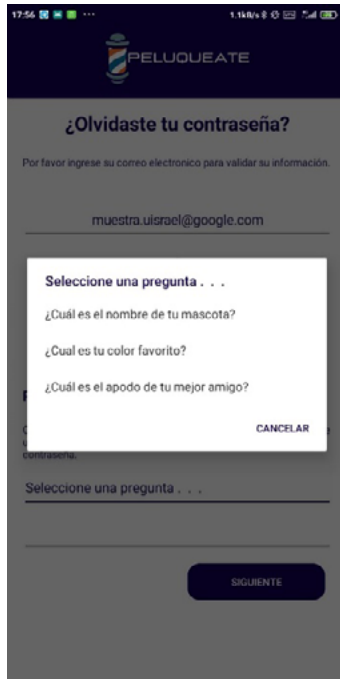 17:56
1.1kB/s
PELUQUEATE
¿Olvidaste tu contraseña?
Por favor ingrese su correo electronico para validar su información.
muestra.uisrael@google.com
Seleccione una pregunta . . .
¿Cuál es el nombre de tu mascota?
¿Cual es tu color favorito?
¿Cuál es el apodo de tu mejor amigo?
CANCELAR
contraseña.
Seleccione una pregunta . . .
SIGUIENTE